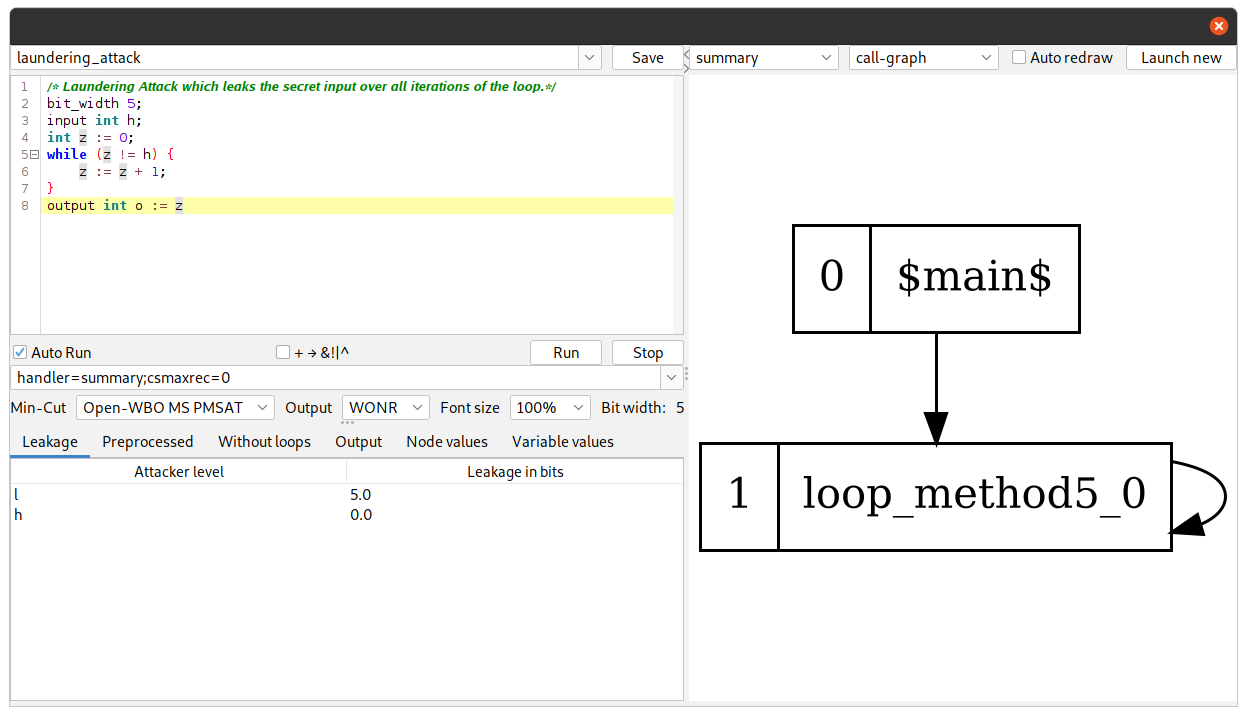 laundering_attack
Save
summary
call-graph
Auto redraw
Launch new
1 /* Laundering Attack which leaks the secret input over all iterations of the loop.*/
2 bit_width 5;
3 input int h;
4 int z := 0;
5 while (z != h) {
6     z := z + 1;
7 }
8 output int o := z
Auto Run
+ → &!|^
Run
Stop
handler=summary;csmaxrec=0
Min-Cut Open-WBO MS PMSAT Output WONR Font size 100% Bit width: 5
Leakage Preprocessed Without loops Output Node values Variable values
Attacker level Leakage in bits
l 5.0
h 0.0
0 $main$
1 loop_method5_0